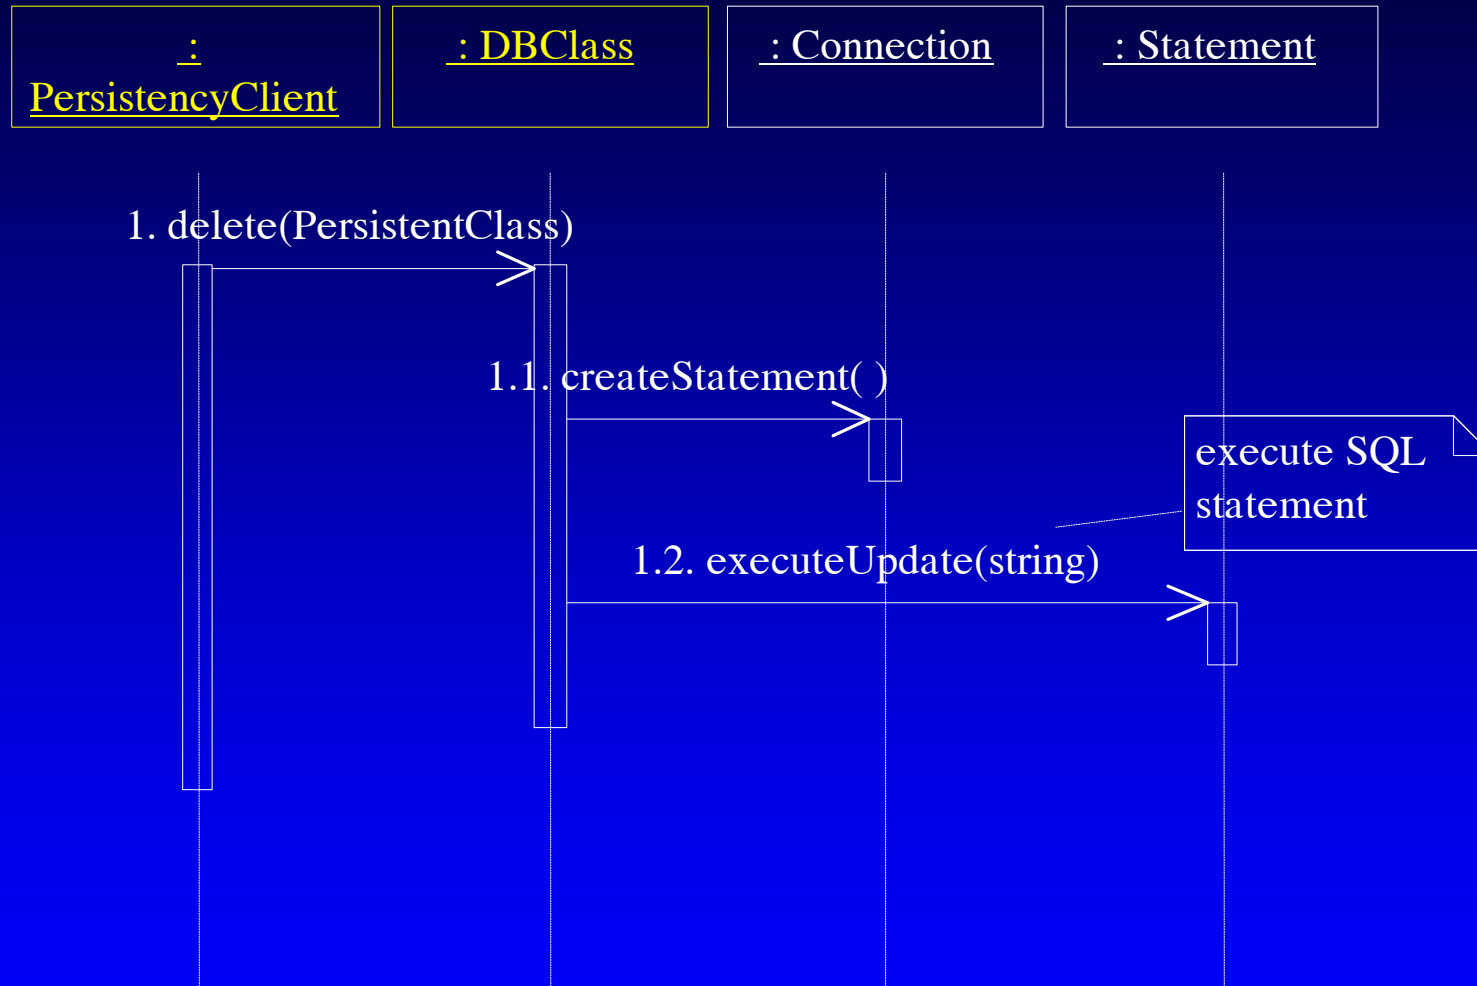 :
PersistencyClient
: DBClass
: Connection
: Statement
1. delete(PersistentClass)
1.1. createStatement( )
execute SQL
statement
1.2. executeUpdate(string)